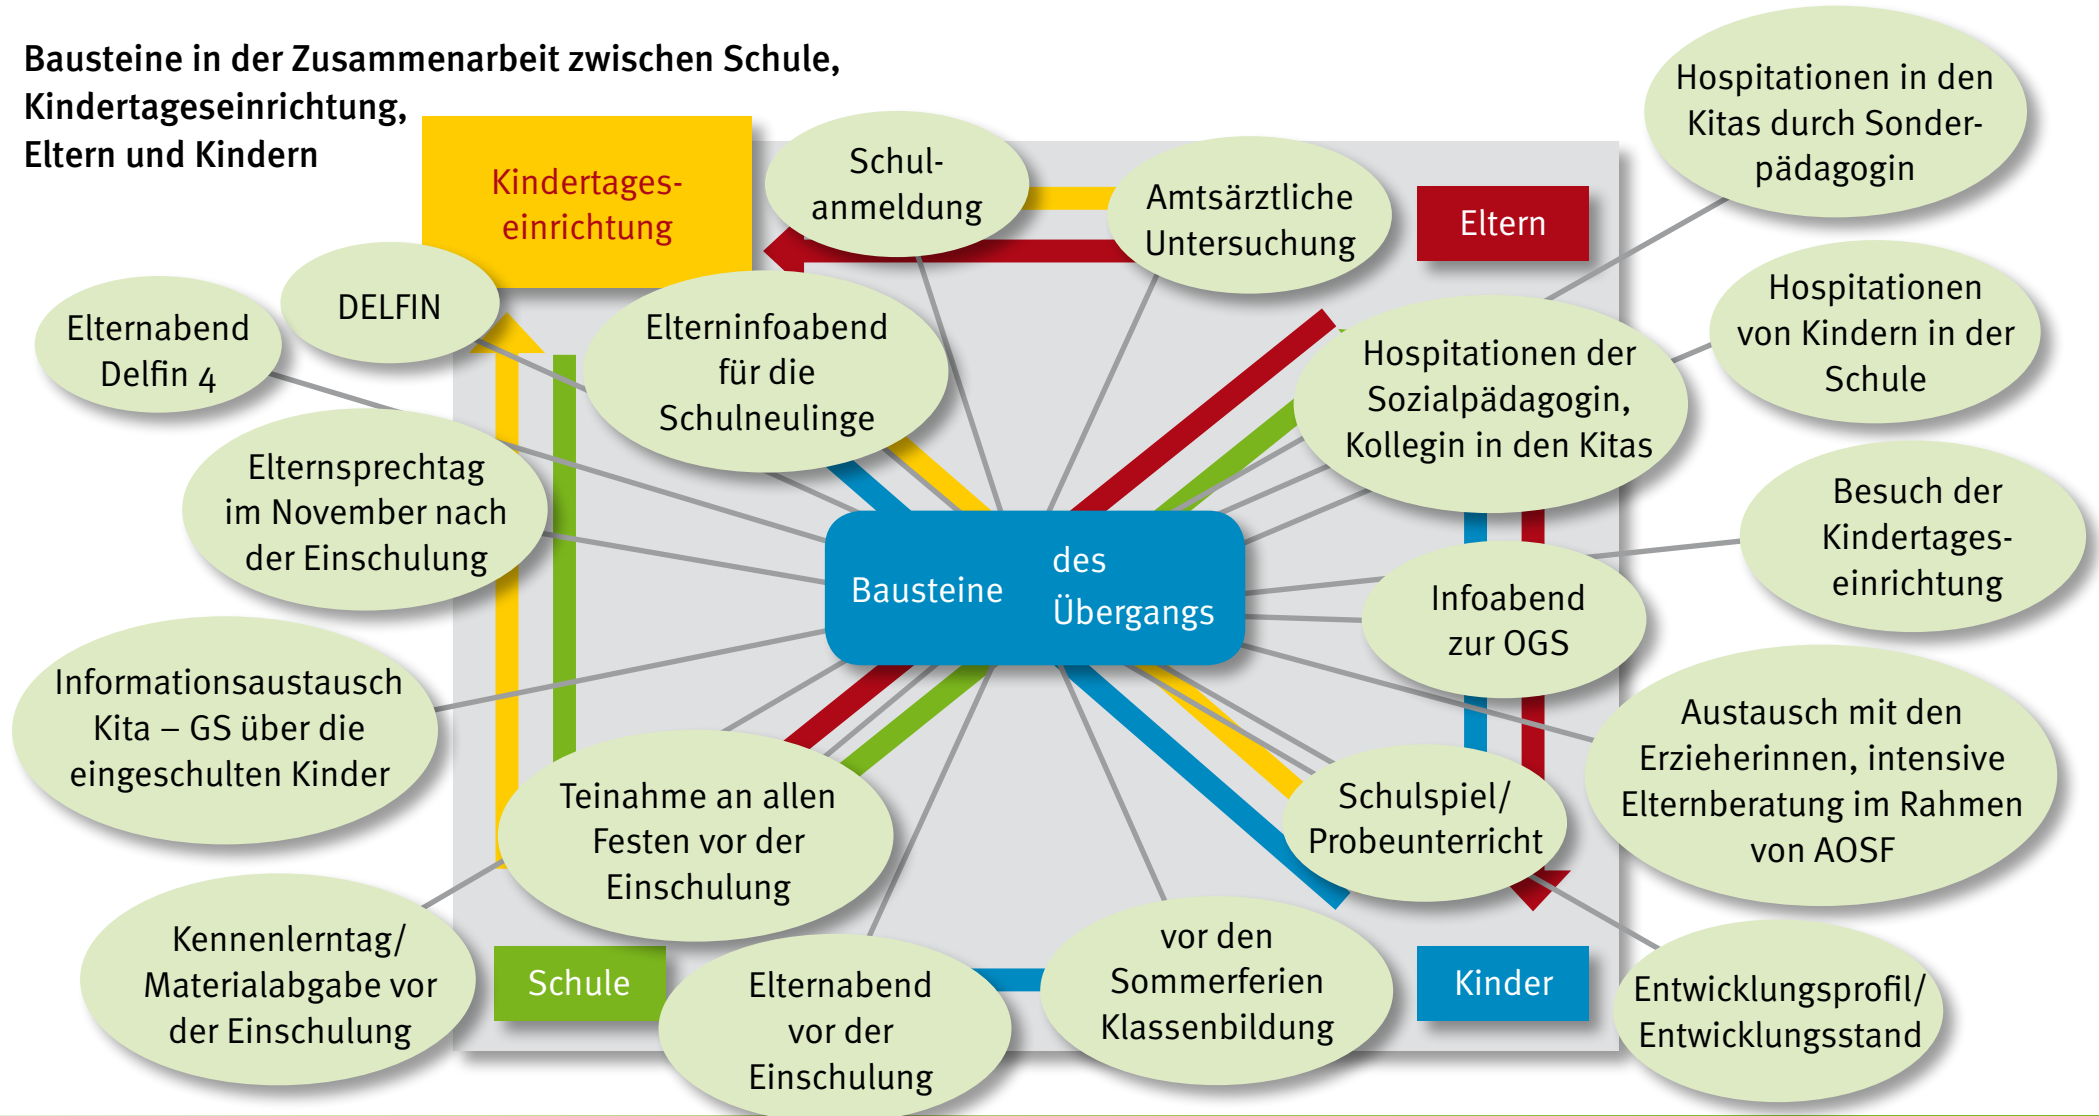 Bausteine in der Zusammenarbeit zwischen Schule,
Kindertageseinrichtung,
Eltern und Kindern
Kindertages-
einrichtung
Schul-
anmeldung
Amtsärztliche
Untersuchung
Eltern
Hospitationen in den
Kitas durch Sonder-
pädagogin
Elternabend
Delfin 4
DELFIN
Elterninfoabend
für die
Schulneulinge
Hospitationen der
Sozialpädagogin,
Kollegin in den Kitas
Hospitationen
von Kindern in der
Schule
Elternsprechtag
im November nach
der Einschulung
Bausteine
des
Übergangs
Infoabend
zur OGS
Besuch der
Kindertages-
einrichtung
Informationsaustausch
Kita – GS über die
eingeschulten Kinder
Teinahme an allen
Festen vor der
Einschulung
Schulspiel/
Probeunterricht
Austausch mit den
Erzieherinnen, intensive
Elternberatung im Rahmen
von AOSF
Kennenlerntag/
Materialabgabe vor
der Einschulung
Schule
Elternabend
vor der
Einschulung
vor den
Sommerferien
Klassenbildung
Kinder
Entwicklungsprofil/
Entwicklungsstand